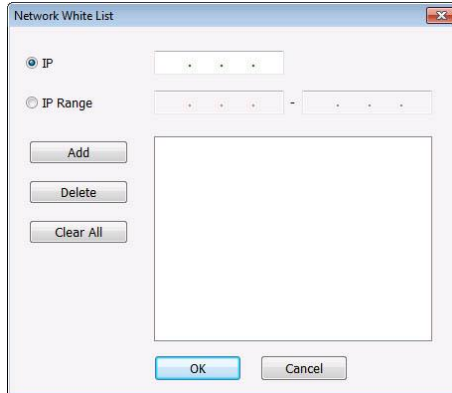 Network White List
IP
. . .
IP Range
. . . - . . .
Add
Delete
Clear All
OK
Cancel